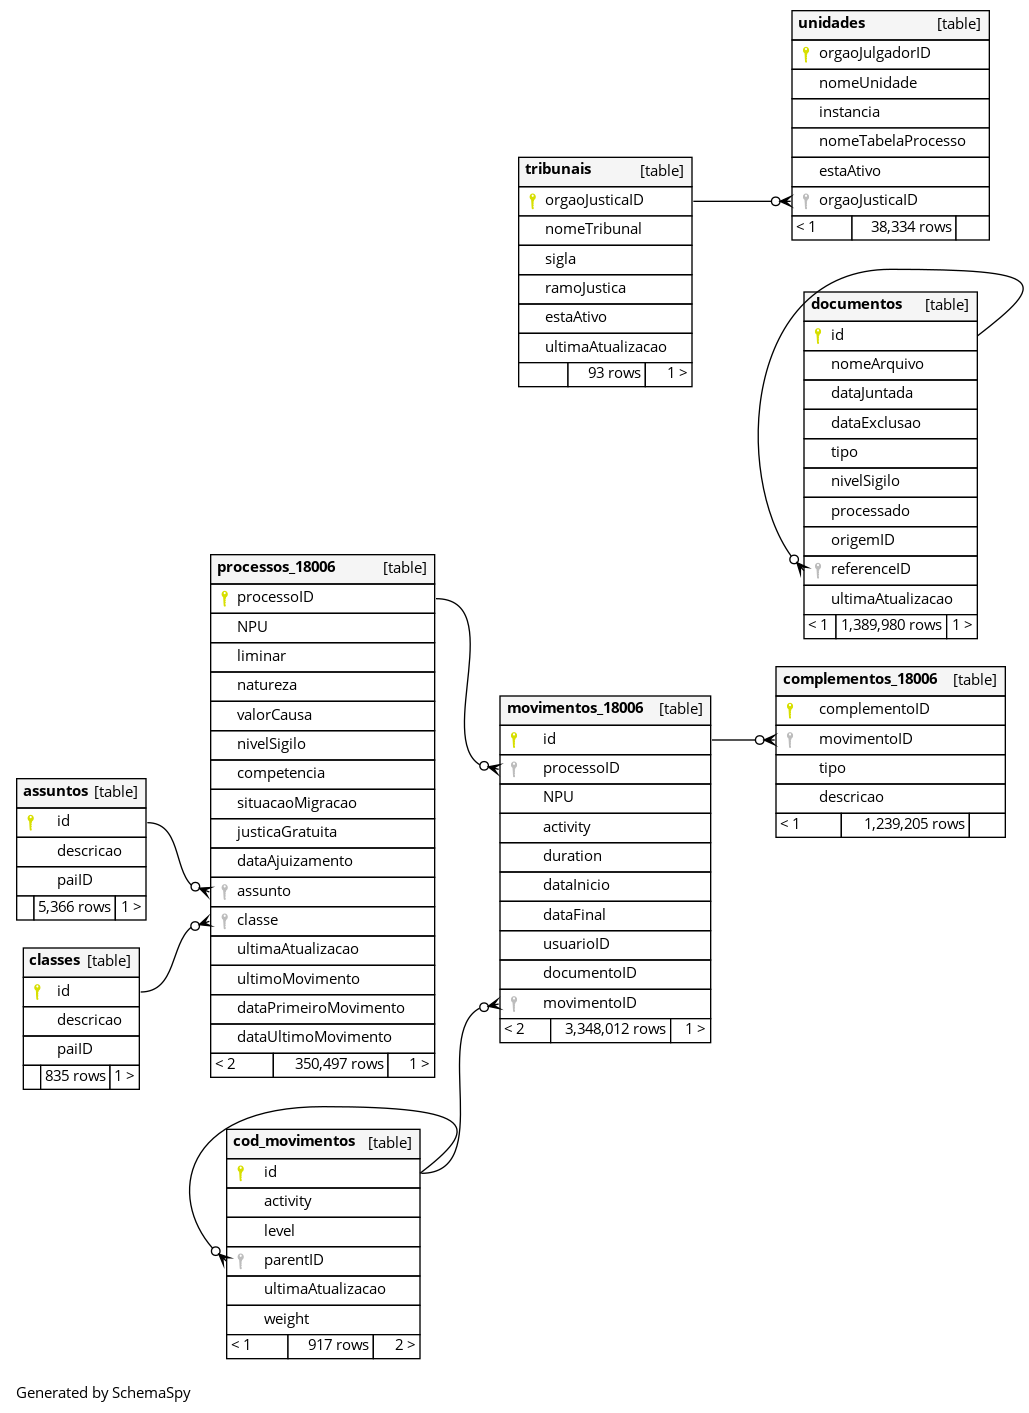 unidades [table]
orgaoJulgadorID
nomeUnidade
instancia
nomeTabelaProcesso
estaAtivo
orgaoJusticaID
< 1 38,334 rows
tribunais [table]
orgaoJusticaID
nomeTribunal
sigla
ramoJustica
estaAtivo
ultimaAtualizacao
93 rows 1 >
documentos [table]
id
nomeArquivo
dataJuntada
dataExclusao
tipo
nivelSigilo
processado
origemID
referenceID
ultimaAtualizacao
< 1 1,389,980 rows 1 >
processos_18006 [table]
processoID
NPU
liminar
natureza
valorCausa
nivelSigilo
competencia
situacaoMigracao
justicaGratuita
dataAjuizamento
assunto
classe
ultimaAtualizacao
ultimoMovimento
dataPrimeiroMovimento
dataUltimoMovimento
< 2 350,497 rows 1 >
movimentos_18006 [table]
id
processoID
NPU
activity
duration
dataInicio
dataFinal
usuarioID
documentoID
movimentoID
< 2 3,348,012 rows 1 >
complementos_18006 [table]
complementoID
movimentoID
tipo
descricao
< 1 1,239,205 rows
assuntos [table]
id
descricao
paiID
5,366 rows 1 >
classes [table]
id
descricao
paiID
835 rows 1 >
cod_movimentos [table]
id
activity
level
parentID
ultimaAtualizacao
weight
< 1 917 rows 2 >
Generated by SchemaSpy